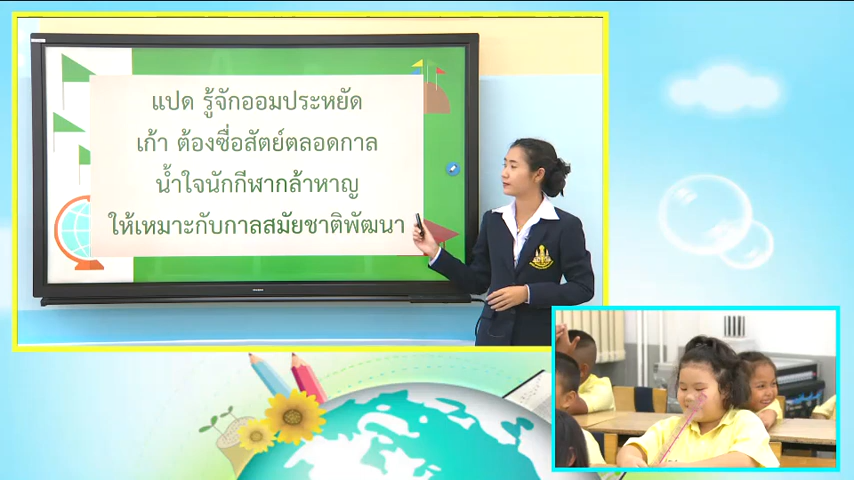 แปด รู้จักออมประหยัด
เก้า ต้องซื่อสัตย์ตลอดกาล
น้ำใจนักกีฬากล้าหาญ
ให้เหมาะกับกาลสมัยชาติพัฒนา